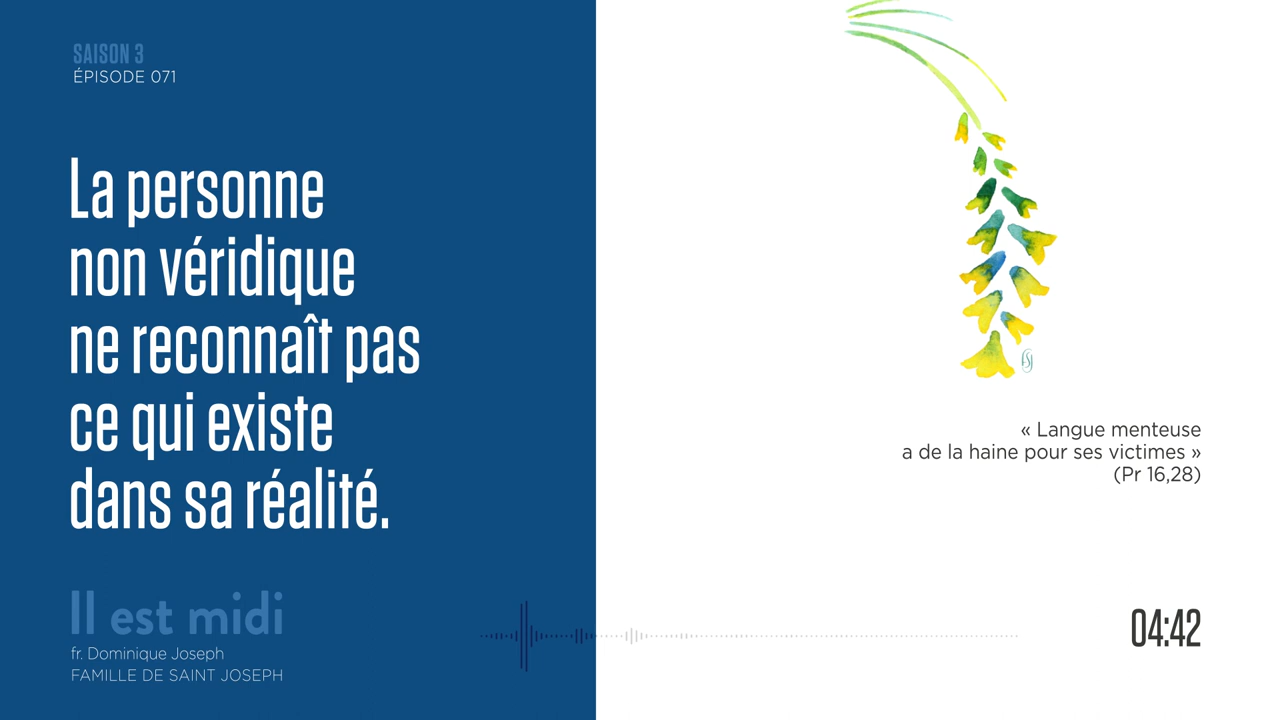 SAISON 3
ÉPISODE 071
La personne
non véridique
ne reconnaît pas
ce qui existe
dans sa réalité.
Il est midi
fr. Dominique Joseph
FAMILLE DE SAINT JOSEPH
« Langue menteuse
a de la haine pour ses victimes »
(Pr 16,28)
04:42